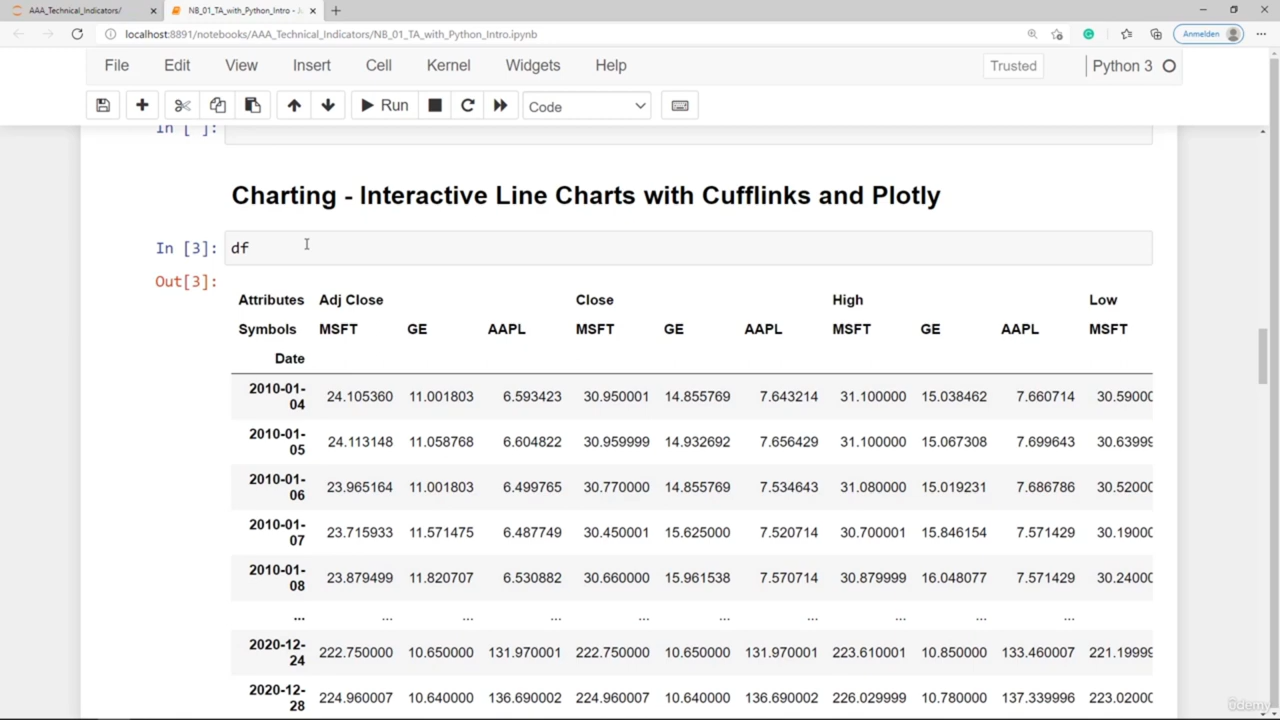 AAA_Technical_Indicators/
NB_01_TA_with_Python_Intro - J
localhost:8891/notebooks/AAA_Technical_Indicators/NB_01_TA_with_Python_Intro.ipynb
Anmelden
File Edit View Insert Cell Kernel Widgets Help Trusted Python 3
Run Code
In [ ]:
Charting - Interactive Line Charts with Cufflinks and Plotly
In [3]: df
Out[3]:
Attributes Adj Close Close High Low
Symbols MSFT GE AAPL MSFT GE AAPL MSFT GE AAPL MSFT
Date
2010-01-04 24.105360 11.001803 6.593423 30.950001 14.855769 7.643214 31.100000 15.038462 7.660714 30.59000
2010-01-05 24.113148 11.058768 6.604822 30.959999 14.932692 7.656429 31.100000 15.067308 7.699643 30.63999
2010-01-06 23.965164 11.001803 6.499765 30.770000 14.855769 7.534643 31.080000 15.019231 7.686786 30.52000
2010-01-07 23.715933 11.571475 6.487749 30.450001 15.625000 7.520714 30.700001 15.846154 7.571429 30.19000
2010-01-08 23.879499 11.820707 6.530882 30.660000 15.961538 7.570714 30.879999 16.048077 7.571429 30.24000
... ... ... ... ... ... ... ... ... ...
2020-12-24 222.750000 10.650000 131.970001 222.750000 10.650000 131.970001 223.610001 10.850000 133.460007 221.19999
2020-12-28 224.960007 10.640000 136.690002 224.960007 10.640000 136.690002 226.029999 10.780000 137.339996 223.02000
Udemy